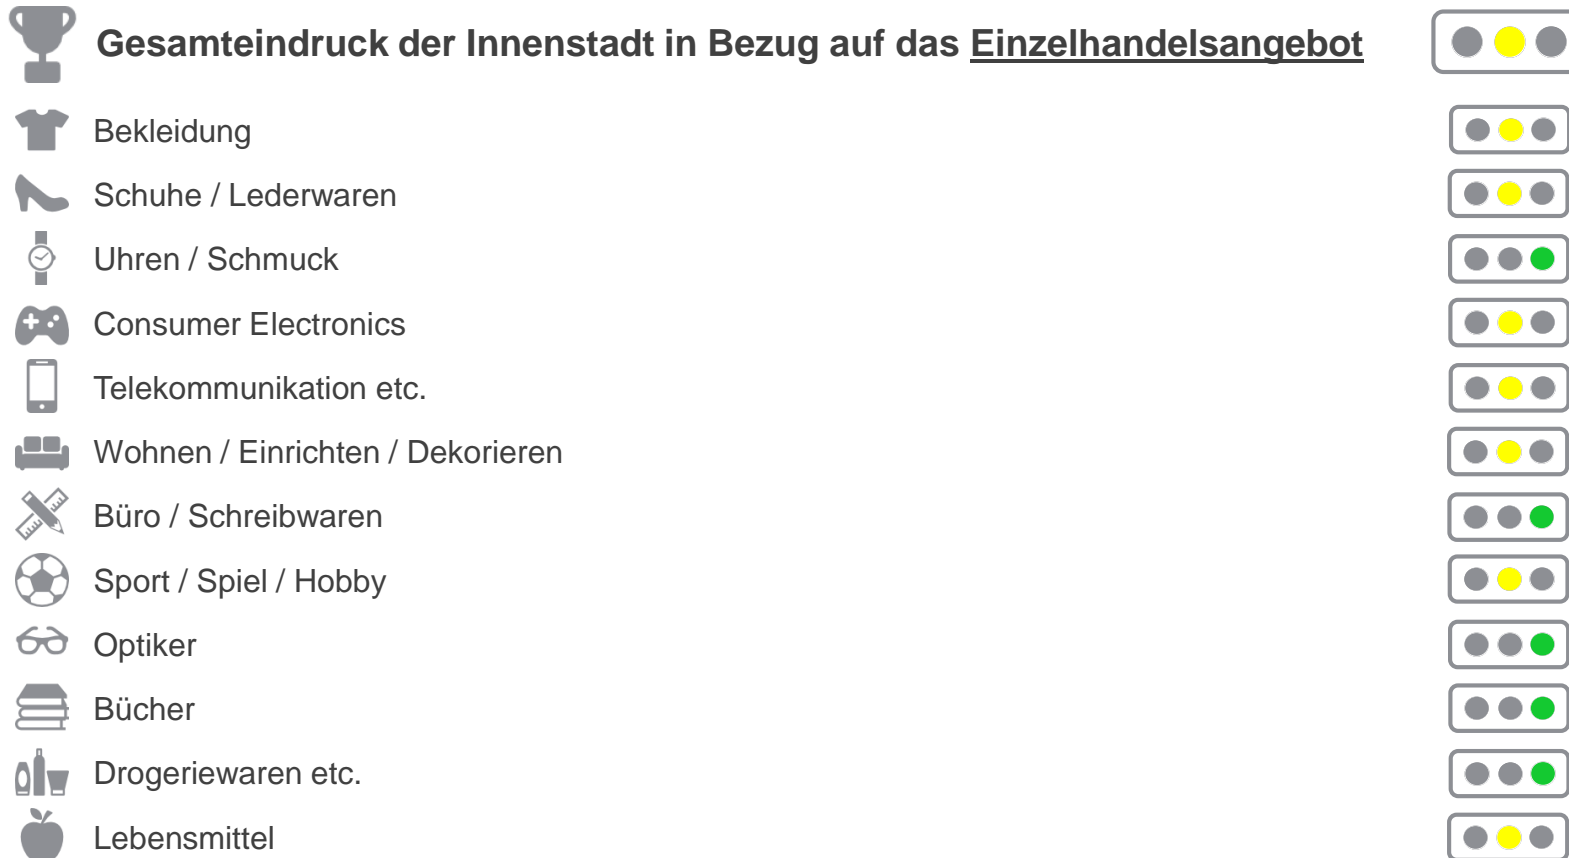 Gesamteindruck der Innenstadt in Bezug auf das Einzelhandelsangebot
Bekleidung
Schuhe / Lederwaren
Uhren / Schmuck
Consumer Electronics
Telekommunikation etc.
Wohnen / Einrichten / Dekorieren
Büro / Schreibwaren
Sport / Spiel / Hobby
Optiker
Bücher
Drogeriewaren etc.
Lebensmittel